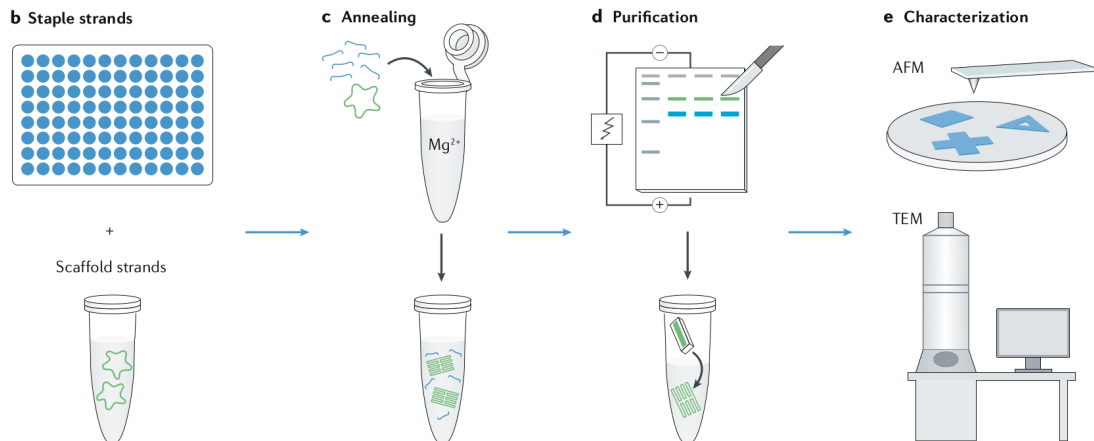 b Staple strands
+
Scaffold strands
c Annealing
Mg²⁺
d Purification
−
+
e Characterization
AFM
TEM